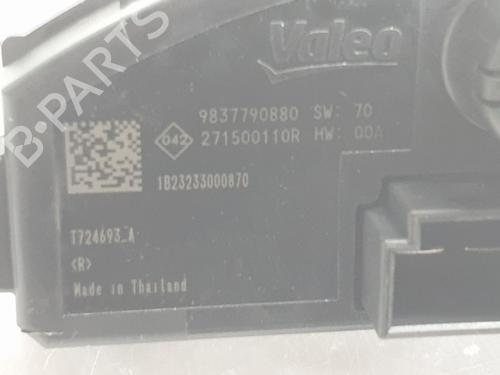 B-PARTS
Valeo
9837790880 SW: 70
042 271500110R HW: 00A
1B23233000870
T724693_A
<R>
Made in Thailand